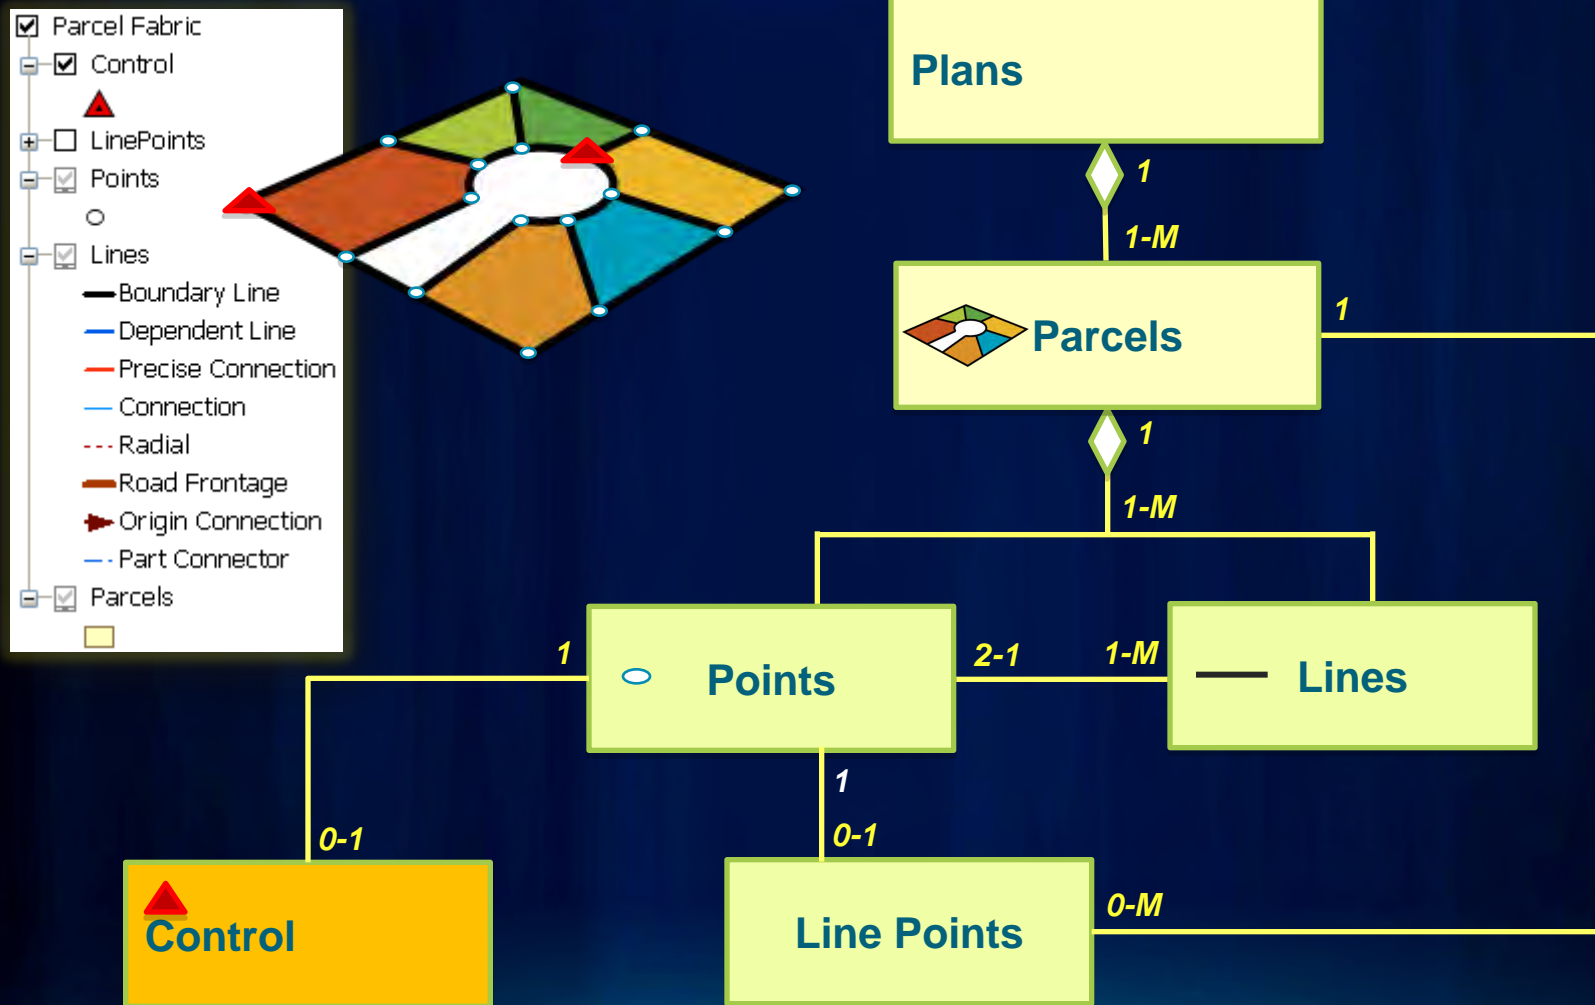 Parcel Fabric
Control
LinePoints
Points
Lines
Boundary Line
Dependent Line
Precise Connection
Connection
Radial
Road Frontage
Origin Connection
Part Connector
Parcels
Plans
1
1-M
Parcels
1
1
1-M
Points
1
2-1
1-M
Lines
1
0-1
0-1
Control
Line Points
0-M